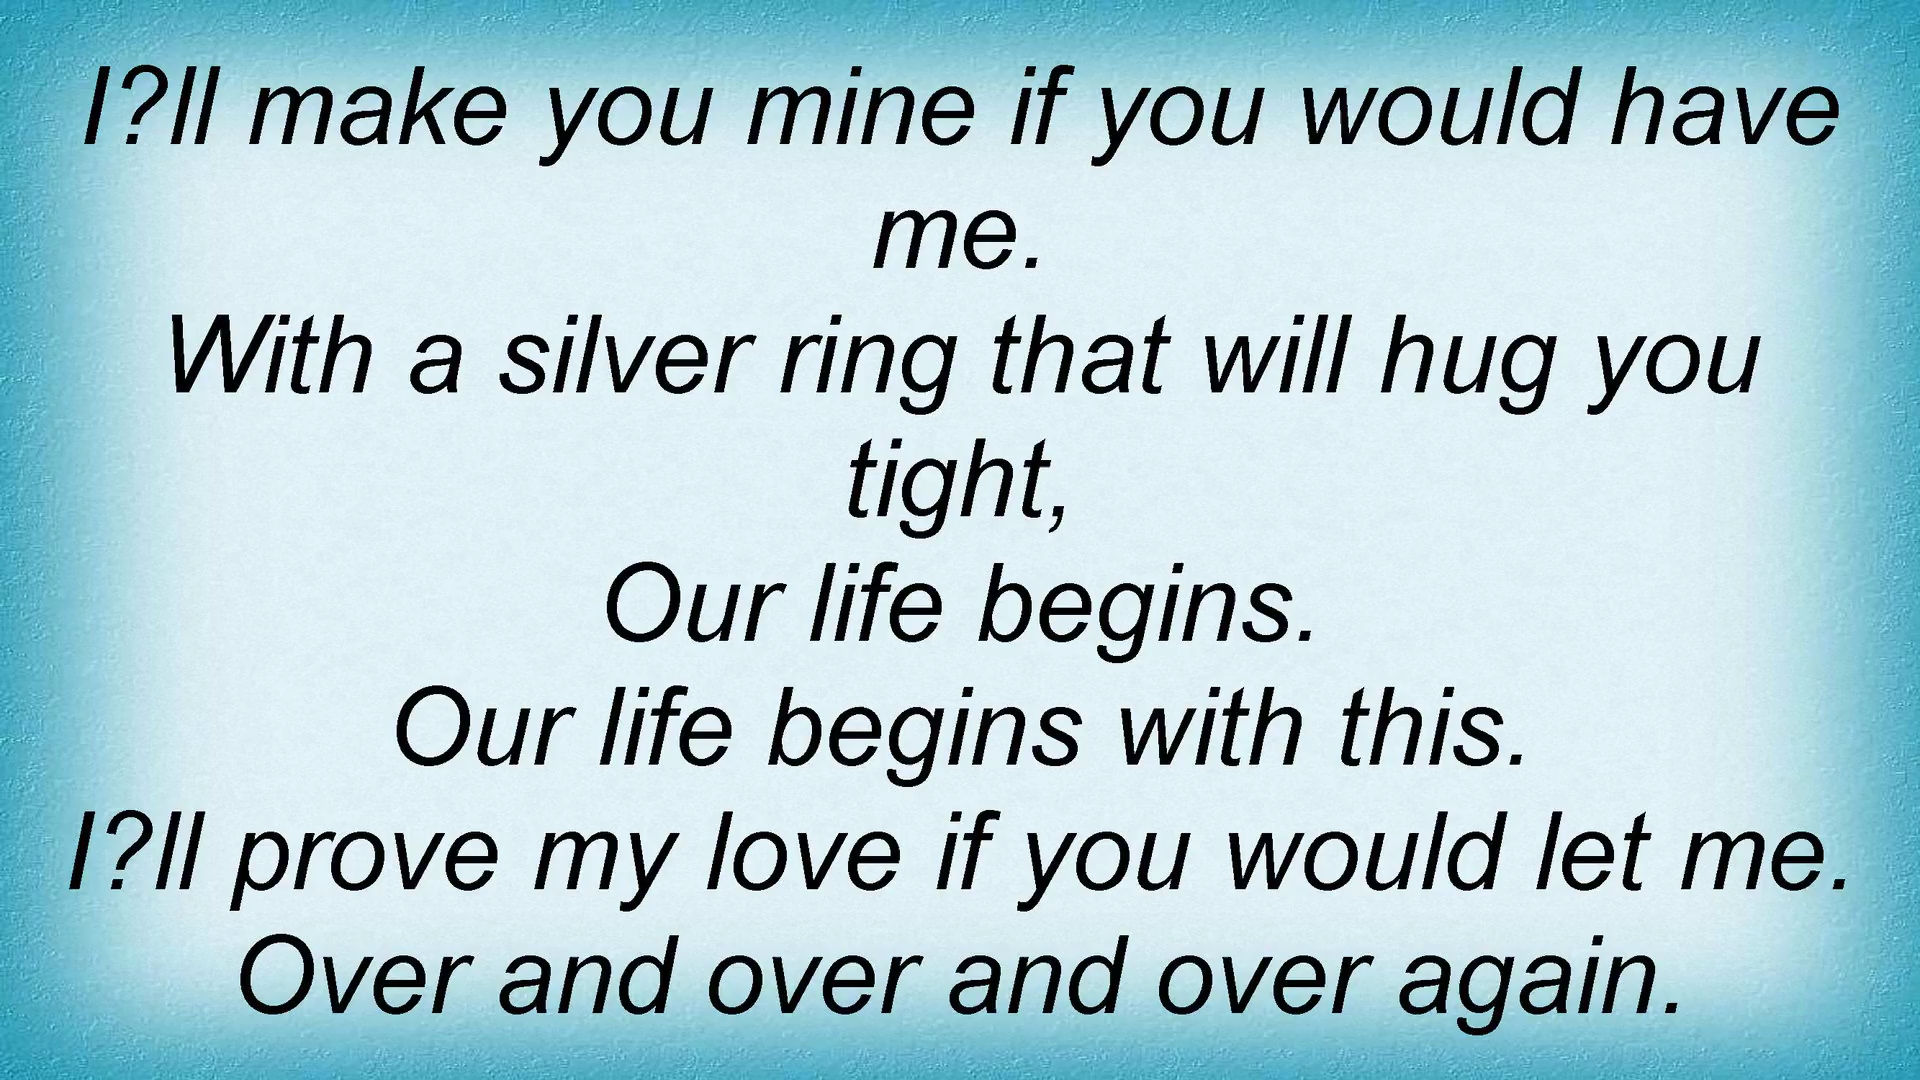 I?ll make you mine if you would have
me.
With a silver ring that will hug you
tight,
Our life begins.
Our life begins with this.
I?ll prove my love if you would let me.
Over and over and over again.